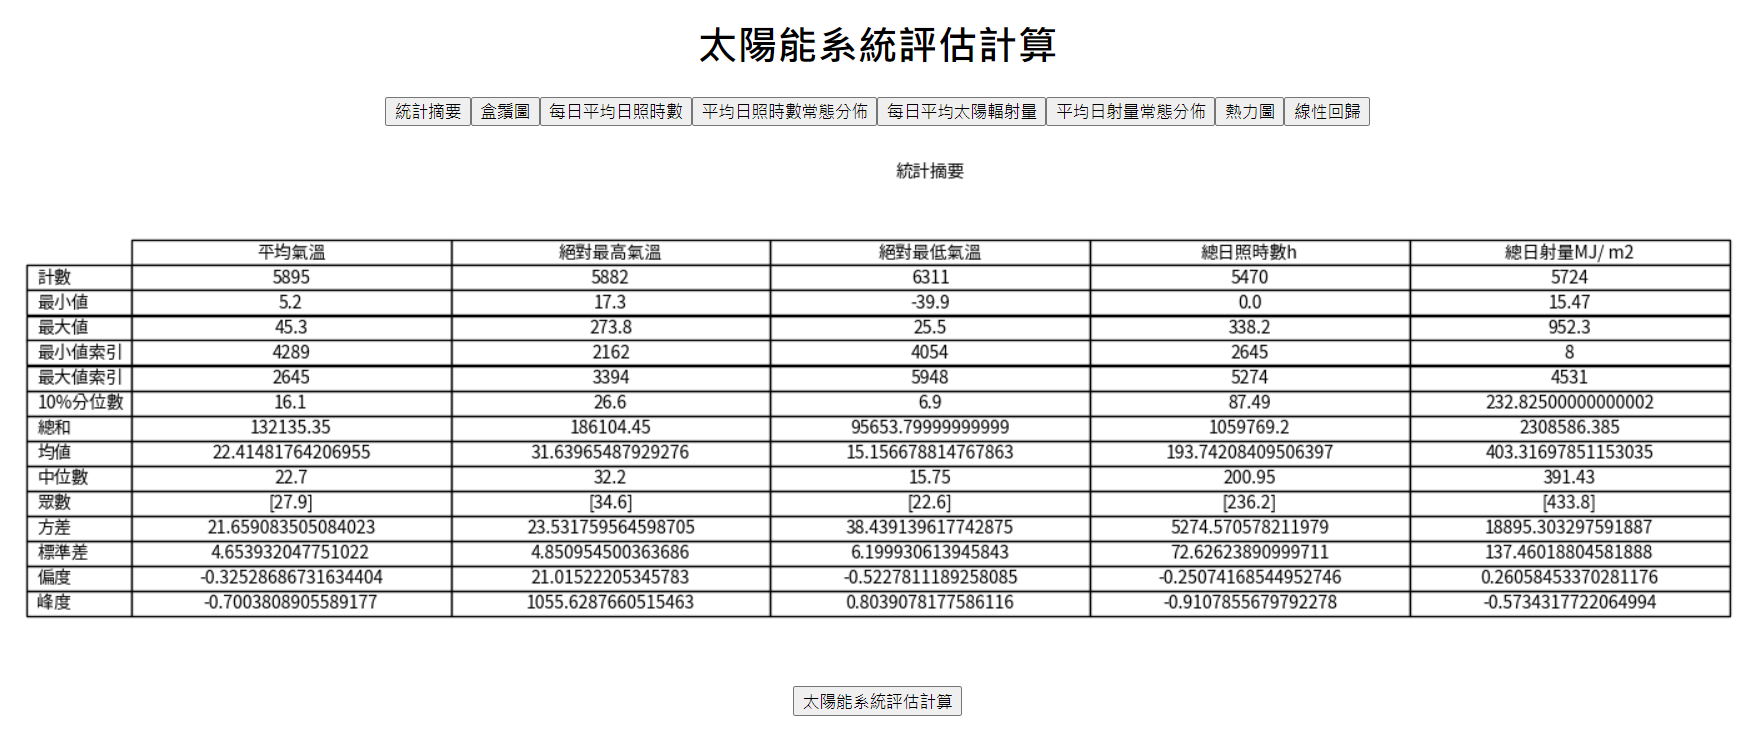 太陽能系統評估計算
統計摘要 盒鬚圖 每日平均日照時數 平均日照時數常態分佈 每日平均太陽輻射量 平均日射量常態分佈 熱力圖 線性回歸
統計摘要
平均氣溫 絕對最高氣溫 絕對最低氣溫 總日照時數h 總日射量MJ/ m2
計數 5895 5882 6311 5470 5724
最小值 5.2 17.3 -39.9 0.0 15.47
最大值 45.3 273.8 25.5 338.2 952.3
最小值索引 4289 2162 4054 2645 8
最大值索引 2645 3394 5948 5274 4531
10%分位數 16.1 26.6 6.9 87.49 232.82500000000002
總和 132135.35 186104.45 95653.79999999999 1059769.2 2308586.385
均值 22.41481764206955 31.63965487929276 15.156678814767863 193.74208409506397 403.31697851153035
中位數 22.7 32.2 15.75 200.95 391.43
眾數 [27.9] [34.6] [22.6] [236.2] [433.8]
方差 21.659083505084023 23.531759564598705 38.439139617742875 5274.570578211979 18895.303297591887
標準差 4.653932047751022 4.850954500363686 6.199930613945843 72.62623890999711 137.46018804581888
偏度 -0.32528686731634404 21.01522205345783 -0.5227811189258085 -0.25074168544952746 0.26058453370281176
峰度 -0.7003808905589177 1055.6287660515463 0.8039078177586116 -0.9107855679792278 -0.5734317722064994
太陽能系統評估計算